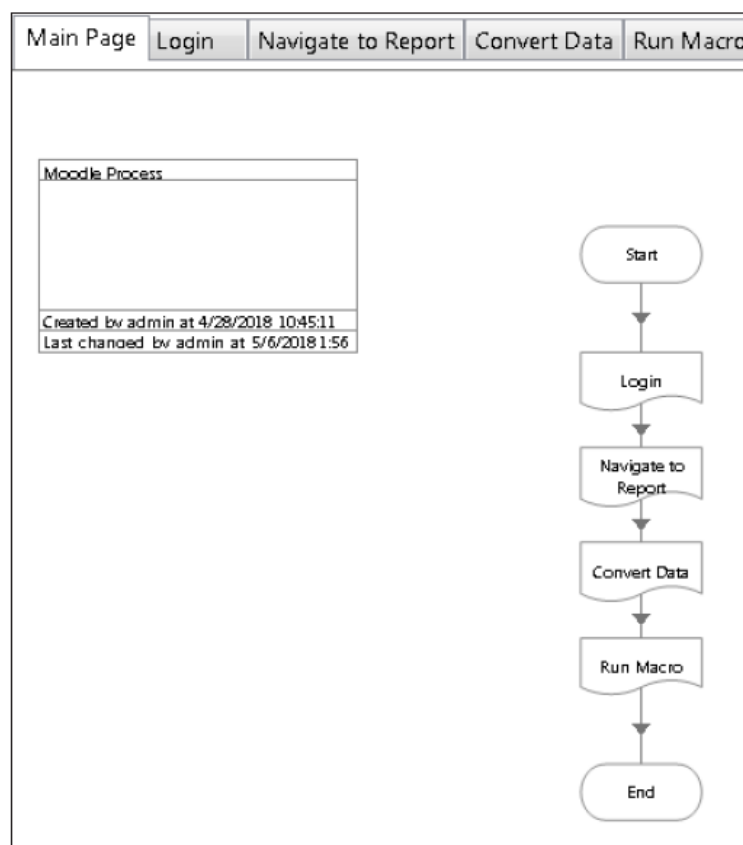 Main Page Login Navigate to Report Convert Data Run Macro
Moodle Process
Created by admin at 4/28/2018 10:45:11
Last changed by admin at 5/6/2018 1:56
Start
Login
Navigate to
Report
Convert Data
Run Macro
End